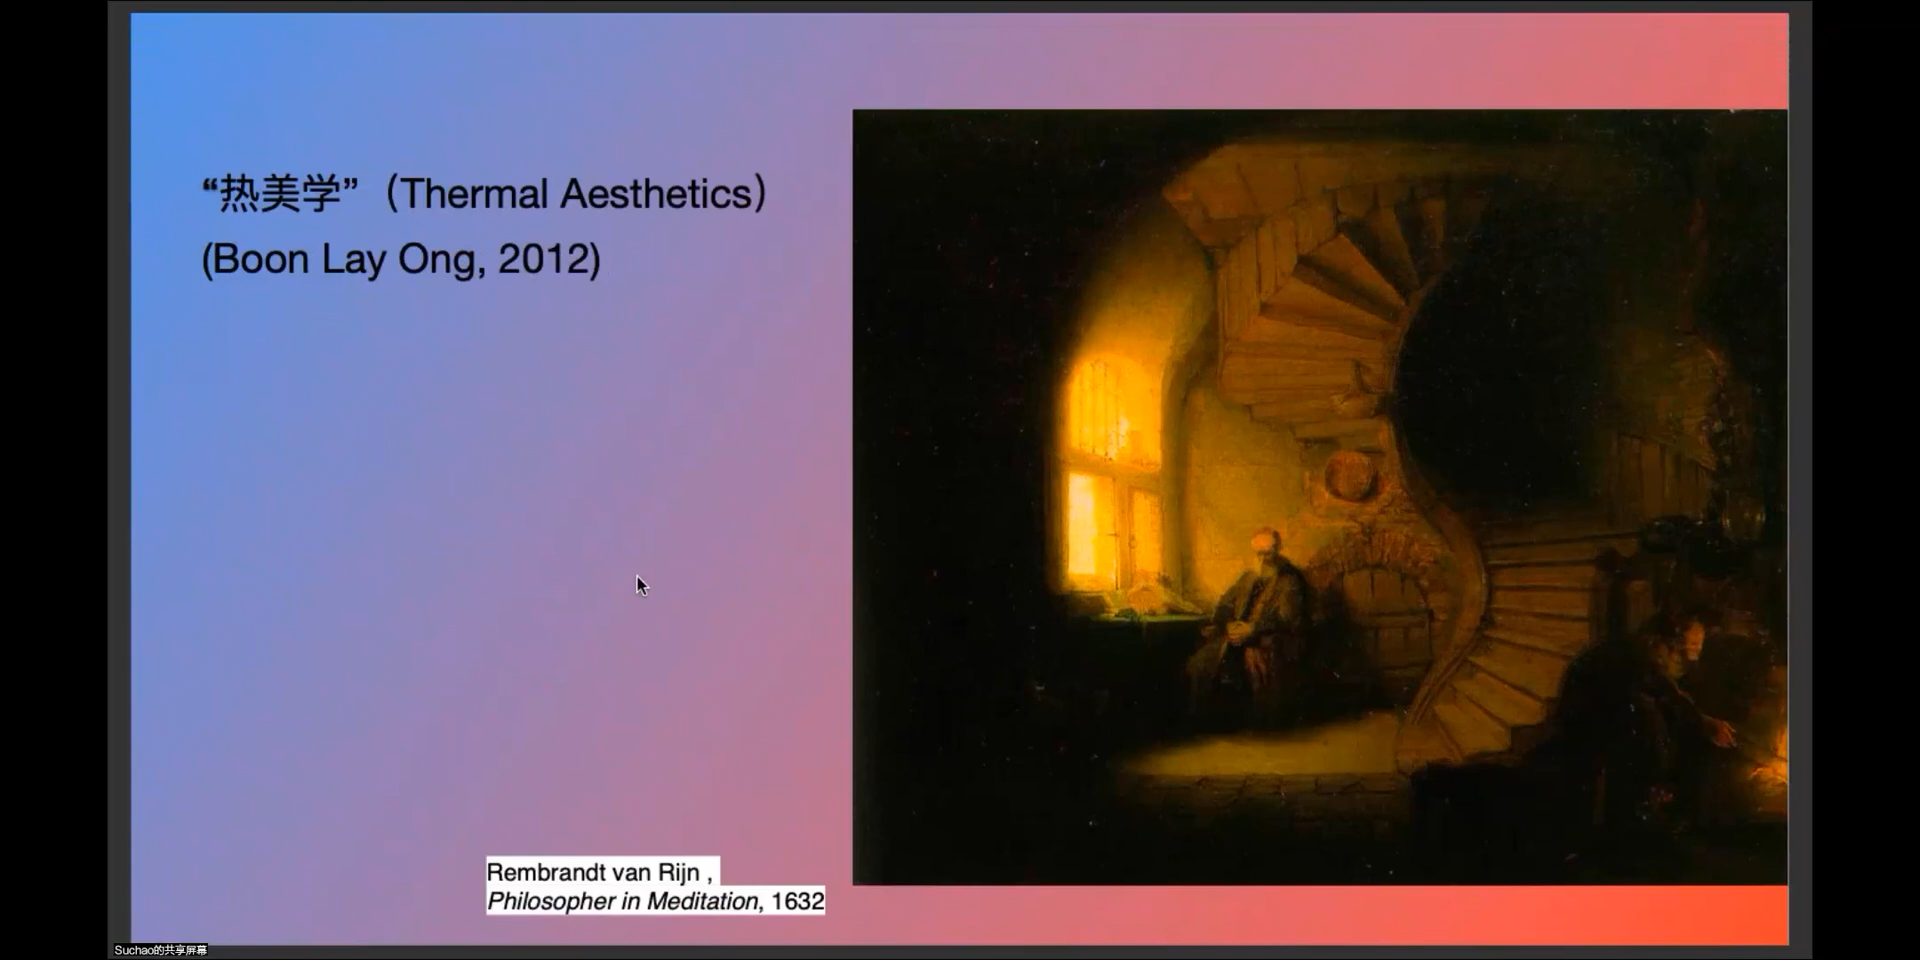 “热美学”（Thermal Aesthetics）
(Boon Lay Ong, 2012)
Rembrandt van Rijn ,
Philosopher in Meditation, 1632
Suchao的共享屏幕